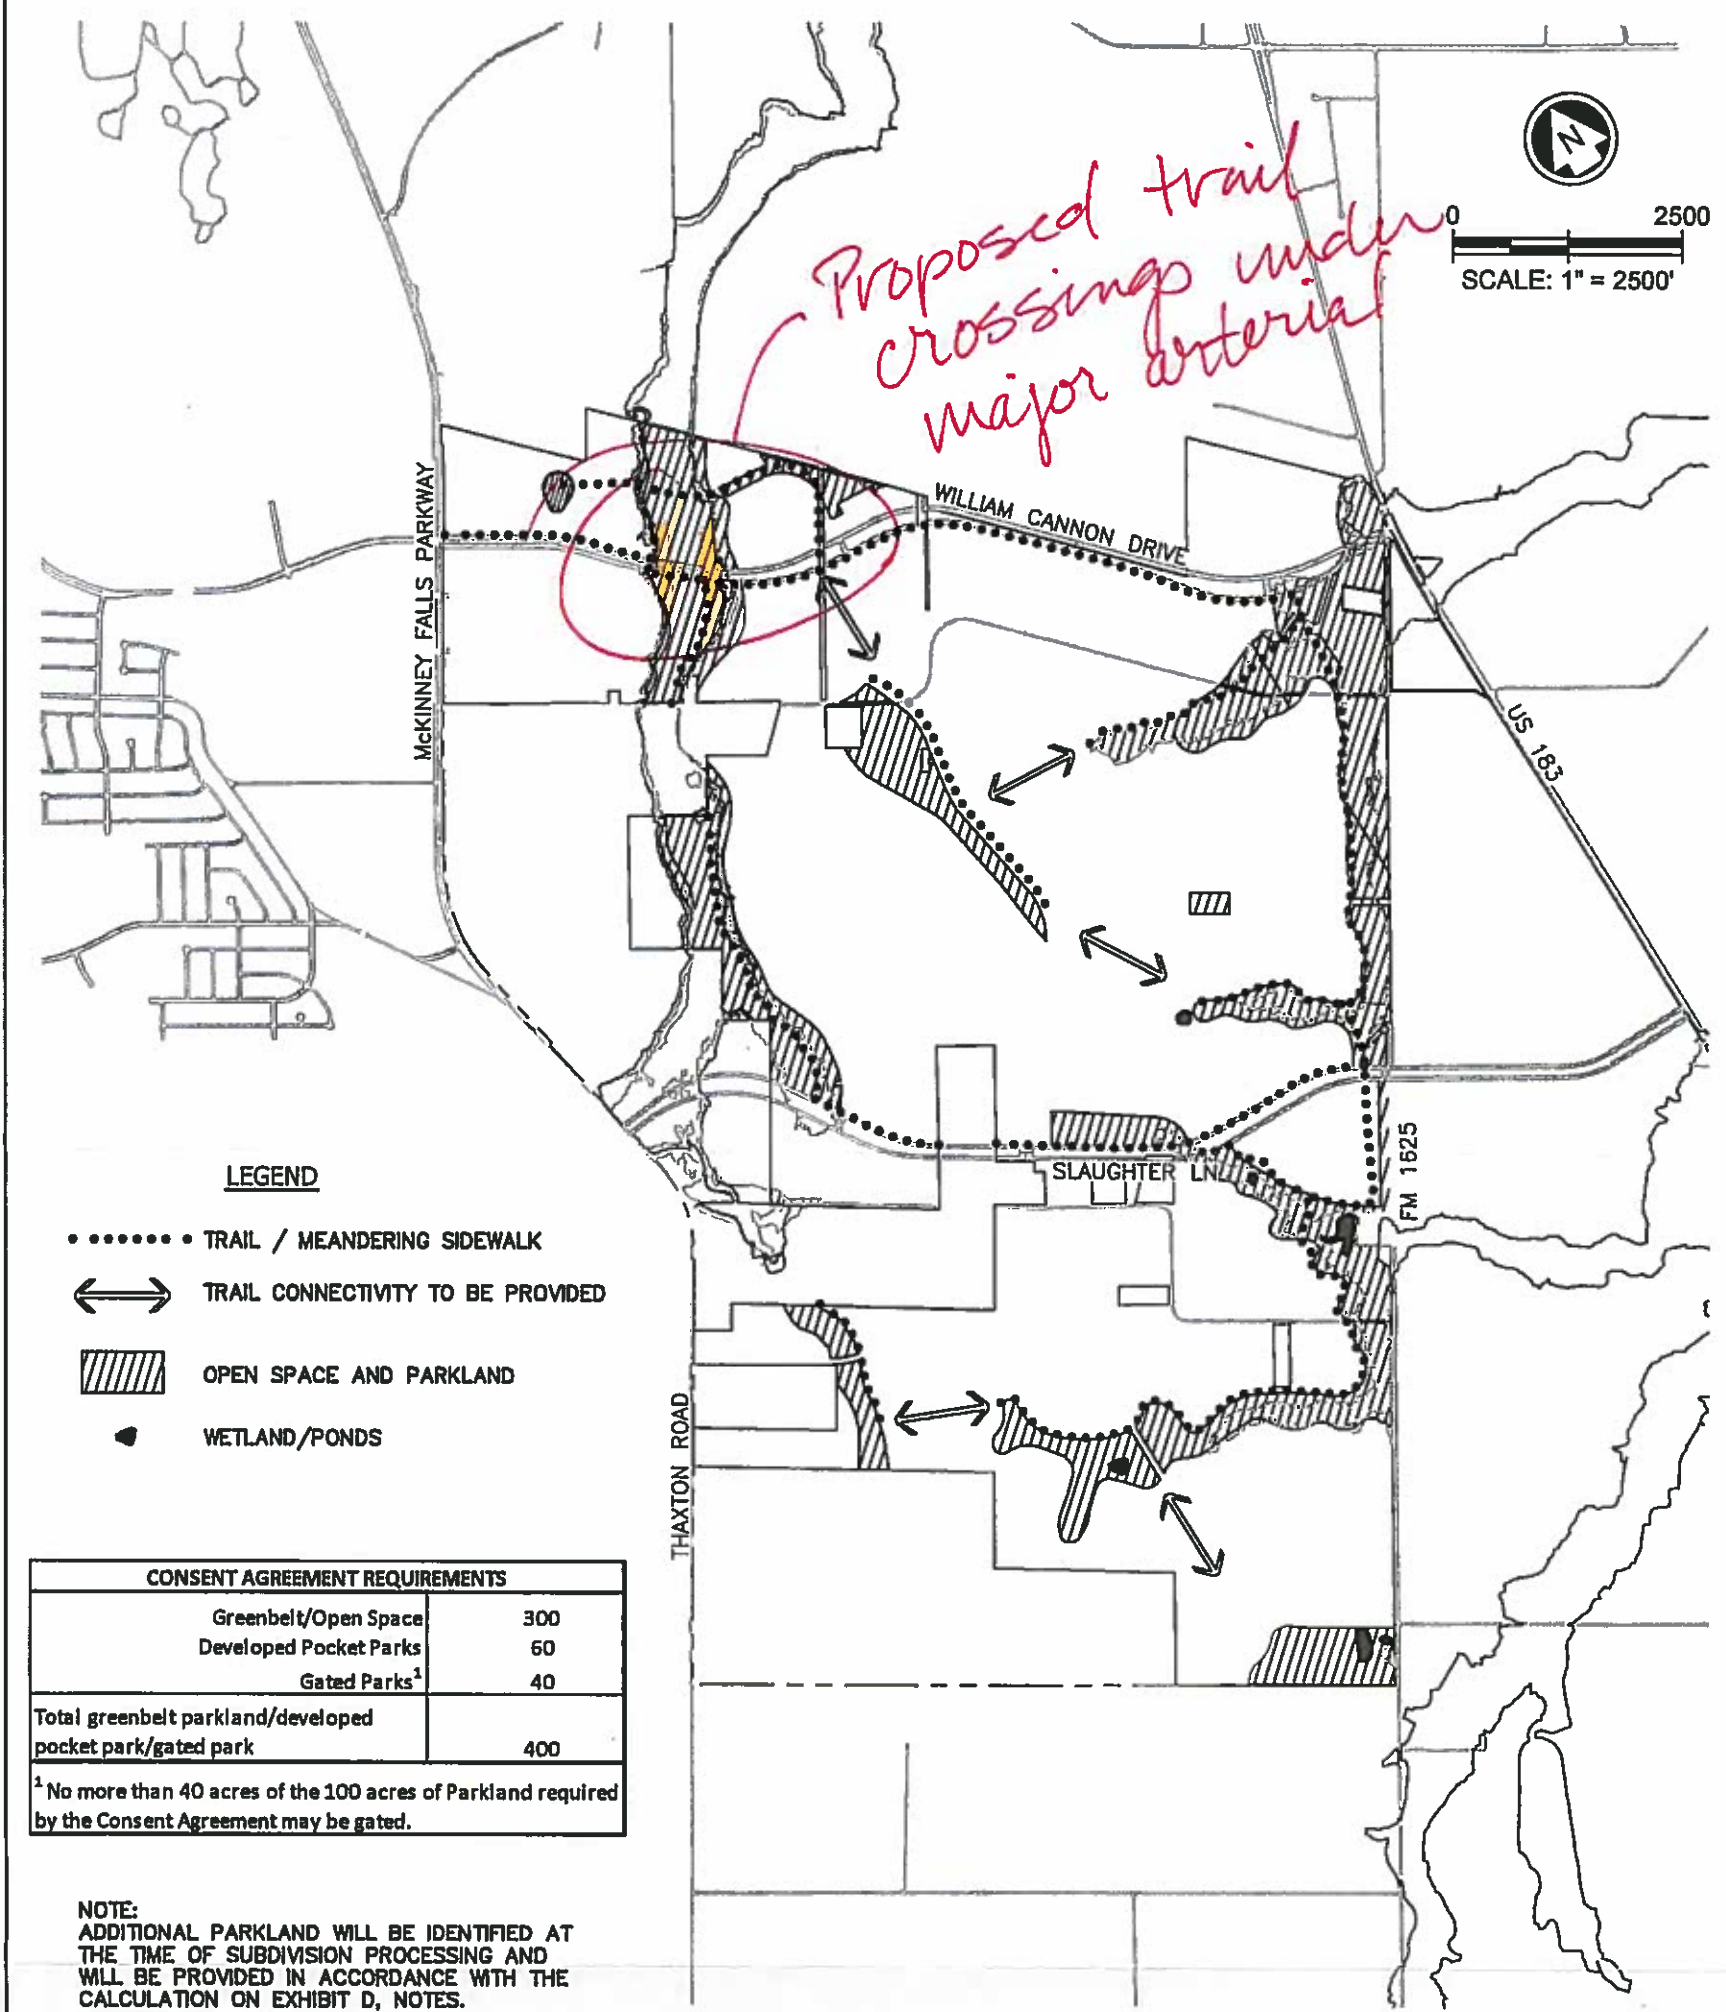 N
0 2500
SCALE: 1" = 2500'
Proposed trail
crossings under
major arterial
WILLIAM CANNON DRIVE
McKINNEY FALLS PARKWAY
US 183
SLAUGHTER LN
FM 1625
THAXTON ROAD
LEGEND
TRAIL / MEANDERING SIDEWALK
TRAIL CONNECTIVITY TO BE PROVIDED
OPEN SPACE AND PARKLAND
WETLAND/PONDS
CONSENT AGREEMENT REQUIREMENTS
Greenbelt/Open Space 300
Developed Pocket Parks 60
Gated Parks¹ 40
Total greenbelt parkland/developed
pocket park/gated park 400
¹ No more than 40 acres of the 100 acres of Parkland required
by the Consent Agreement may be gated.
NOTE:
ADDITIONAL PARKLAND WILL BE IDENTIFIED AT
THE TIME OF SUBDIVISION PROCESSING AND
WILL BE PROVIDED IN ACCORDANCE WITH THE
CALCULATION ON EXHIBIT D, NOTES.